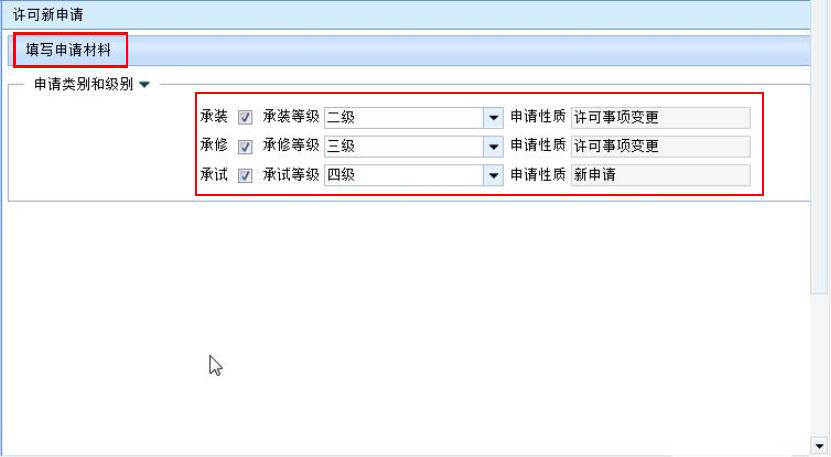 许可新申请
填写申请材料
申请类别和级别
承装 承装等级 二级 申请性质 许可事项变更
承修 承修等级 三级 申请性质 许可事项变更
承试 承试等级 四级 申请性质 新申请